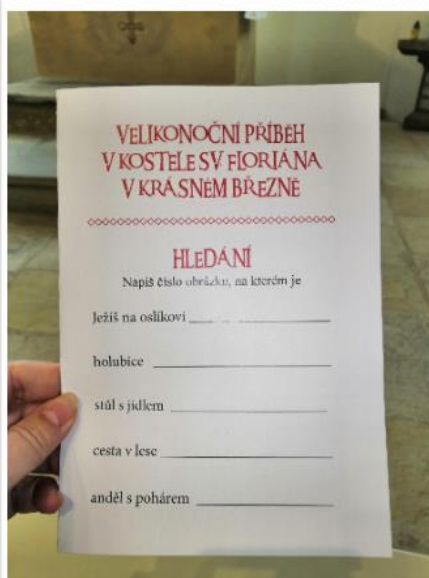 VELIKONOČNÍ PŘÍBĚH
V KOSTELE SV. FLORIÁNA
V KRÁSNÉM BŘEZNĚ
HLEDÁNÍ
Napiš číslo obrázku, na kterém je
Ježíš na oslíkovi
holubice
stůl s jídlem
cesta v lese
anděl s pohárem